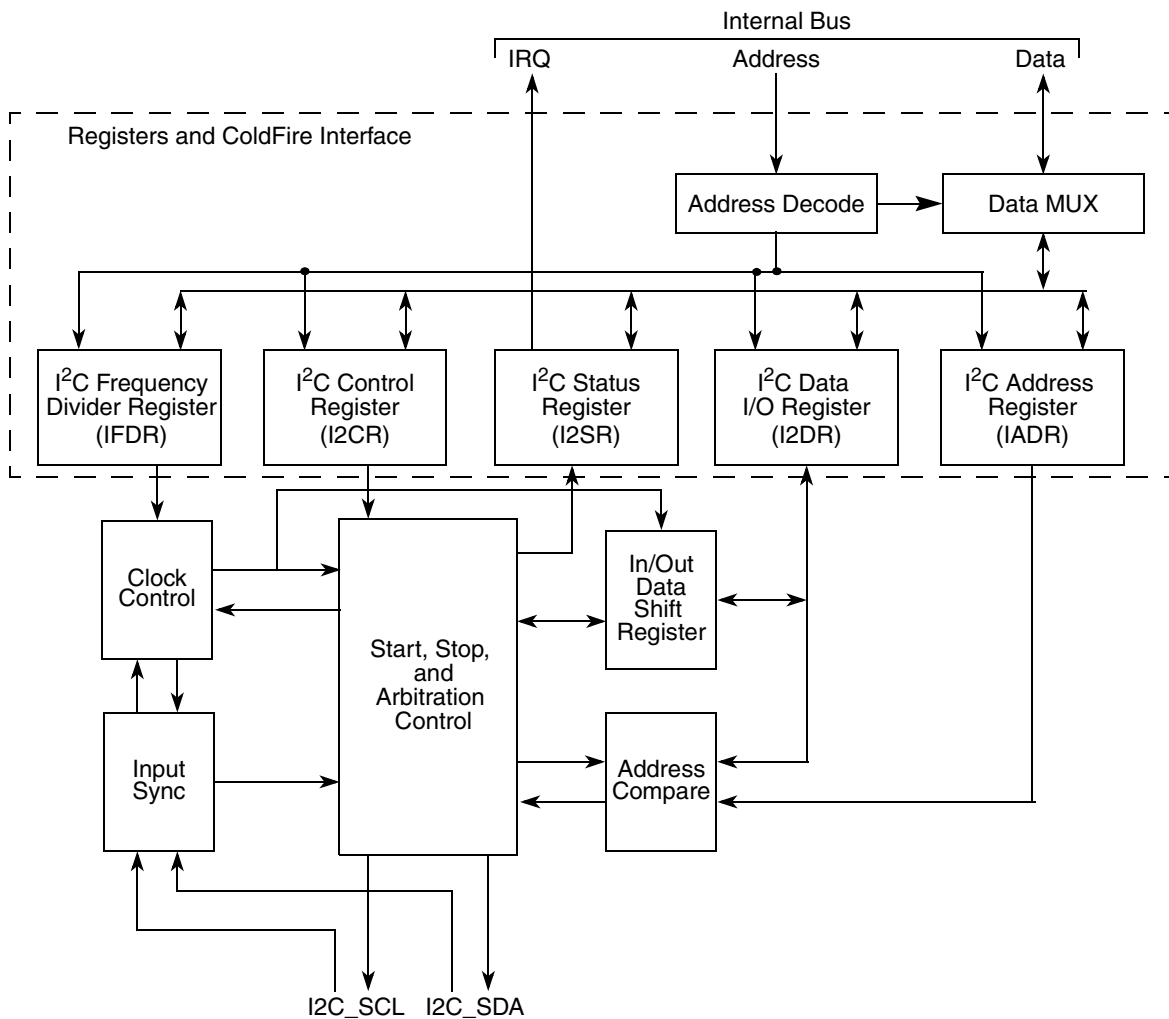 Internal Bus
IRQ
Address
Data
Registers and ColdFire Interface
Address Decode
Data MUX
I²C Frequency
Divider Register
(IFDR)
I²C Control
Register
(I2CR)
I²C Status
Register
(I2SR)
I²C Data
I/O Register
(I2DR)
I²C Address
Register
(IADR)
Clock
Control
Start, Stop,
and
Arbitration
Control
In/Out
Data
Shift
Register
Input
Sync
Address
Compare
I2C_SCL
I2C_SDA